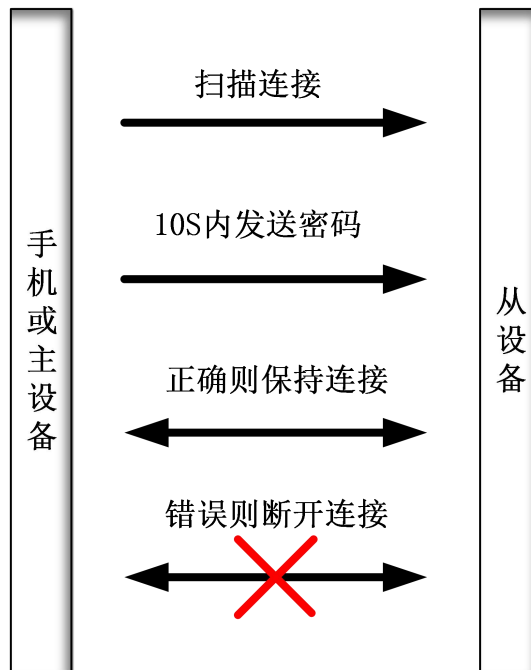 手机或主设备
扫描连接
10S内发送密码
正确则保持连接
错误则断开连接
从设备